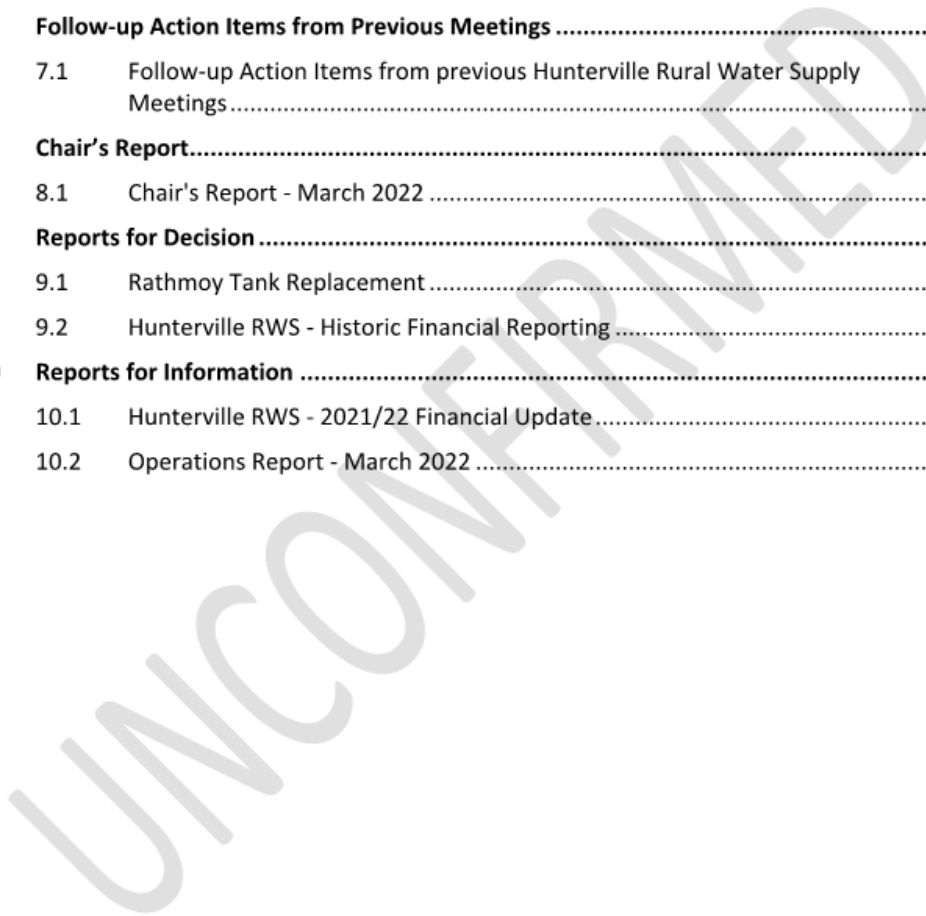 Follow-up Action Items from Previous Meetings ................................................
7.1 Follow-up Action Items from previous Hunterville Rural Water Supply
Meetings ................................................
Chair’s Report ................................................
8.1 Chair's Report - March 2022 ................................................
Reports for Decision ................................................
9.1 Rathmoy Tank Replacement ................................................
9.2 Hunterville RWS - Historic Financial Reporting ................................................
Reports for Information ................................................
10.1 Hunterville RWS - 2021/22 Financial Update ................................................
10.2 Operations Report - March 2022 ................................................
UNCONFIRMED